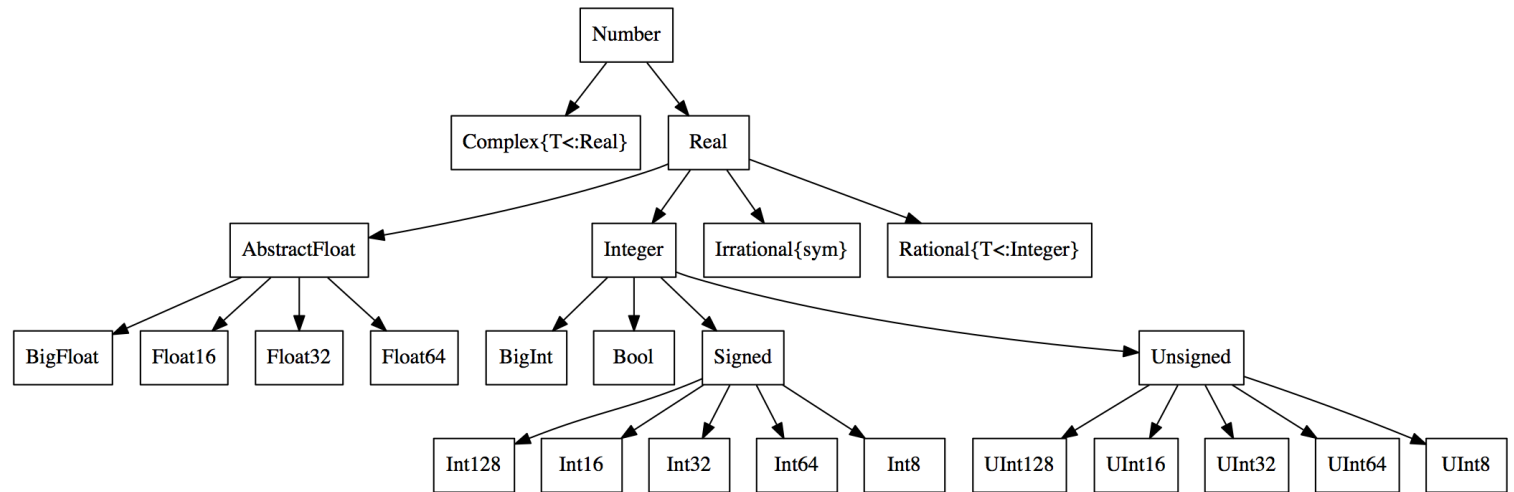 Number
Complex{T<:Real}
Real
AbstractFloat
Integer
Irrational{sym}
Rational{T<:Integer}
BigFloat
Float16
Float32
Float64
BigInt
Bool
Signed
Unsigned
Int128
Int16
Int32
Int64
Int8
UInt128
UInt16
UInt32
UInt64
UInt8